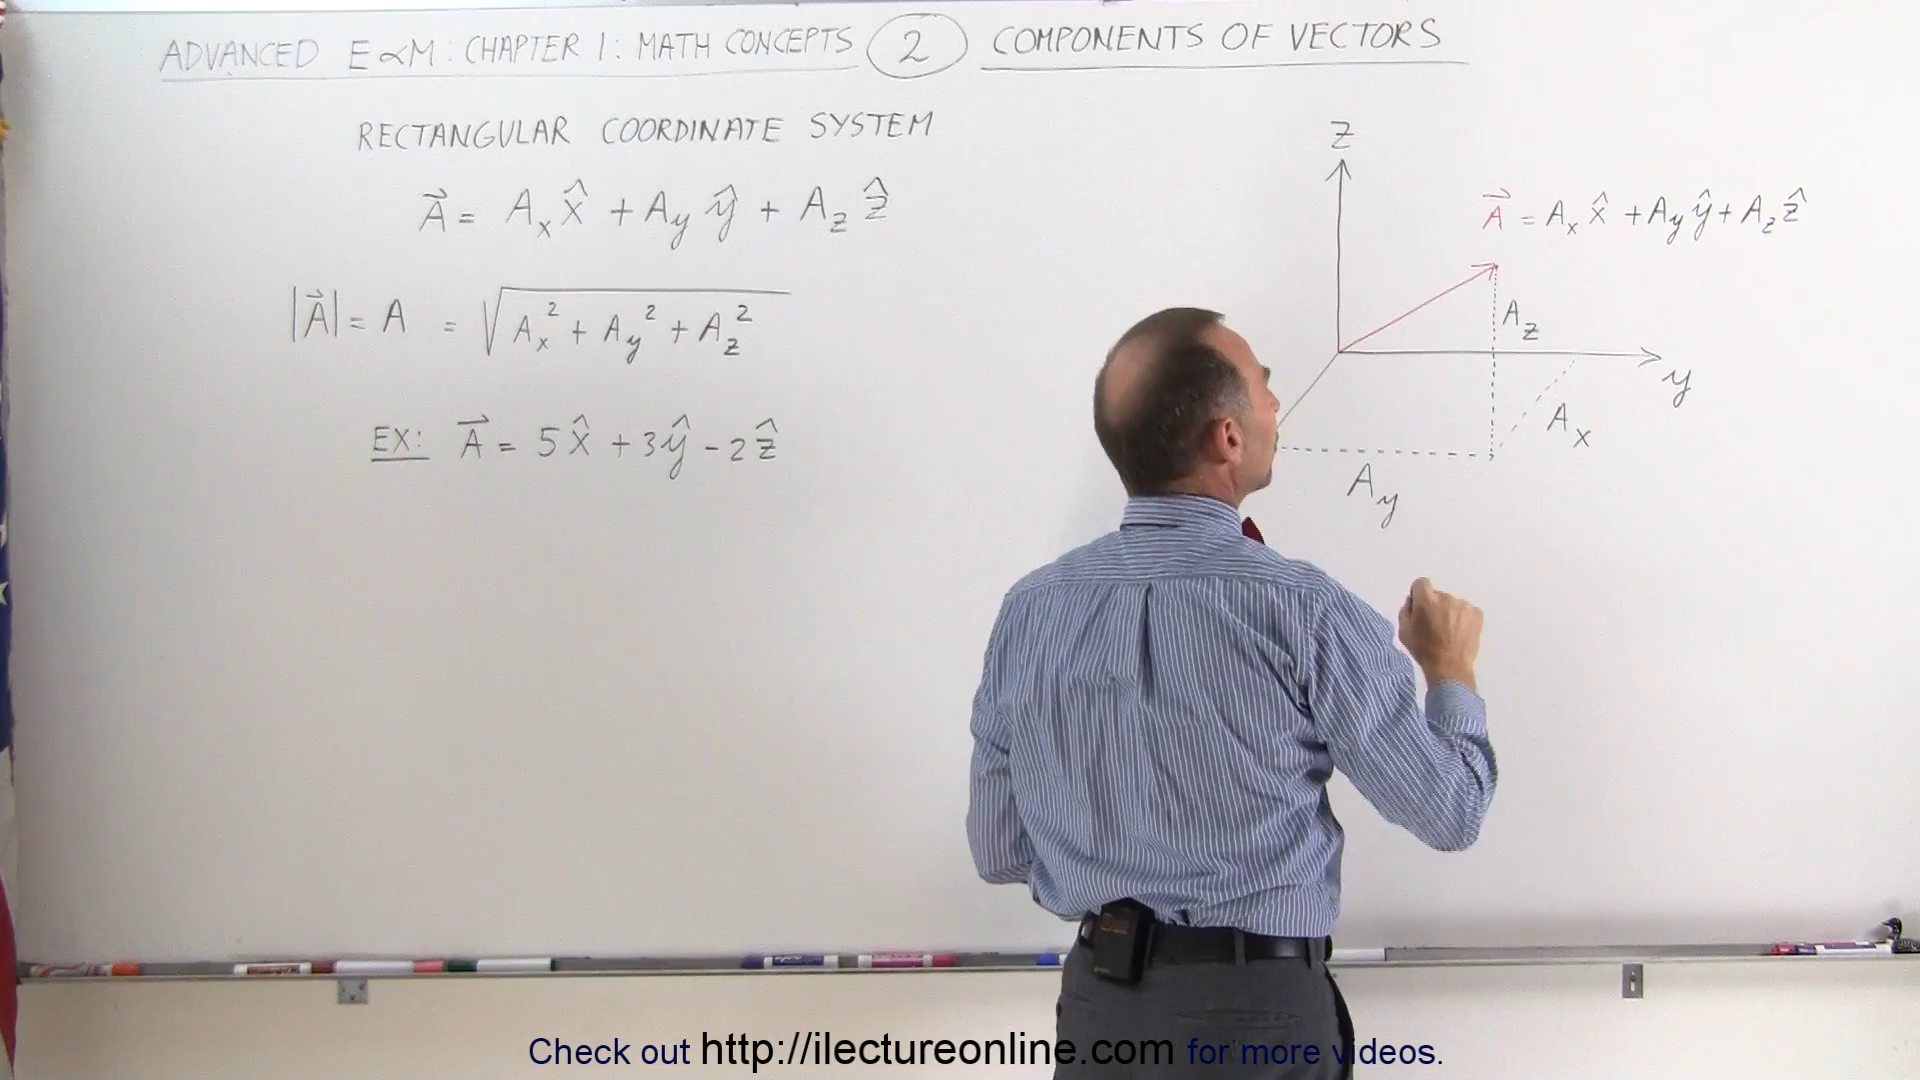 ADVANCED E∝M: CHAPTER 1: MATH CONCEPTS 2 COMPONENTS OF VECTORS
RECTANGULAR COORDINATE SYSTEM
A⃗ = Aₓ x̂ + A_y ŷ + A_z ẑ
|A⃗| = A = √(Aₓ² + A_y² + A_z²)
EX: A⃗ = 5x̂ + 3ŷ - 2ẑ
z
A⃗ = Aₓ x̂ + A_y ŷ + A_z ẑ
A_z
y
Aₓ
A_y
Check out http://ilectureonline.com for more videos.